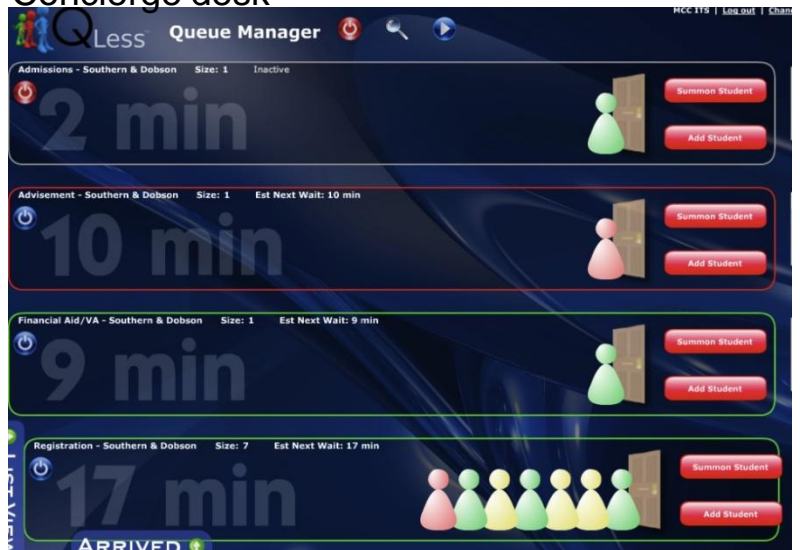 Concierge desk
MCC ITS | Log out | Chan
QLess Queue Manager
Admissions - Southern & Dobson Size: 1 Inactive
2 min
Summon Student
Add Student
Advisement - Southern & Dobson Size: 1 Est Next Wait: 10 min
10 min
Summon Student
Add Student
Financial Aid/VA - Southern & Dobson Size: 1 Est Next Wait: 9 min
9 min
Summon Student
Add Student
Registration - Southern & Dobson Size: 7 Est Next Wait: 17 min
17 min
Summon Student
Add Student
LIST VIEW
ARRIVED